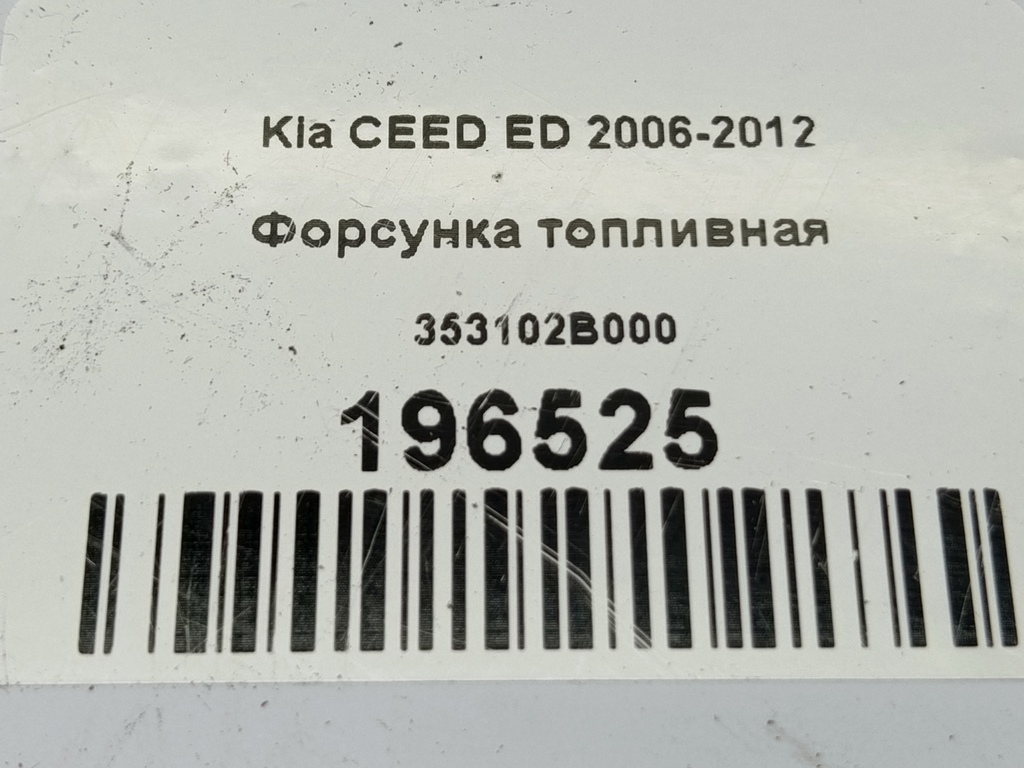 Kia CEED ED 2006-2012
Форсунка топливная
353102B000
196525